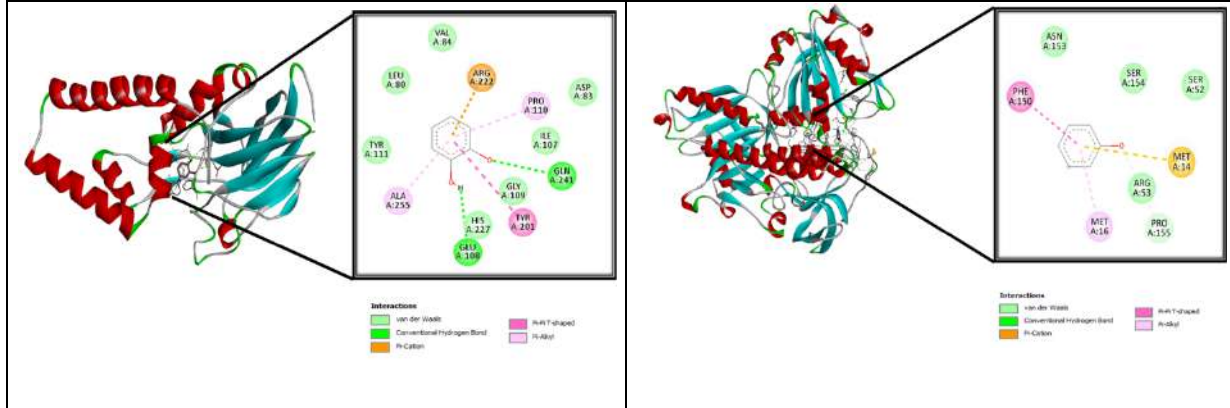 VAL
A:84
ARG
A:222
LEU
A:80
ASP
A:83
PRO
A:110
ILE
A:107
TYR
A:111
GLN
A:241
GLY
A:109
ALA
A:255
TYR
A:201
HIS
A:227
GLU
A:108
Interactions
van der Waals
Conventional Hydrogen Bond
Pi-Cation
Pi-Pi T-shaped
Pi-Alkyl
ASN
A:153
SER
A:154
SER
A:52
PHE
A:150
MET
A:14
ARG
A:53
MET
A:16
PRO
A:155
Interactions
van der Waals
Conventional Hydrogen Bond
Pi-Cation
Pi-Pi T-shaped
Pi-Alkyl